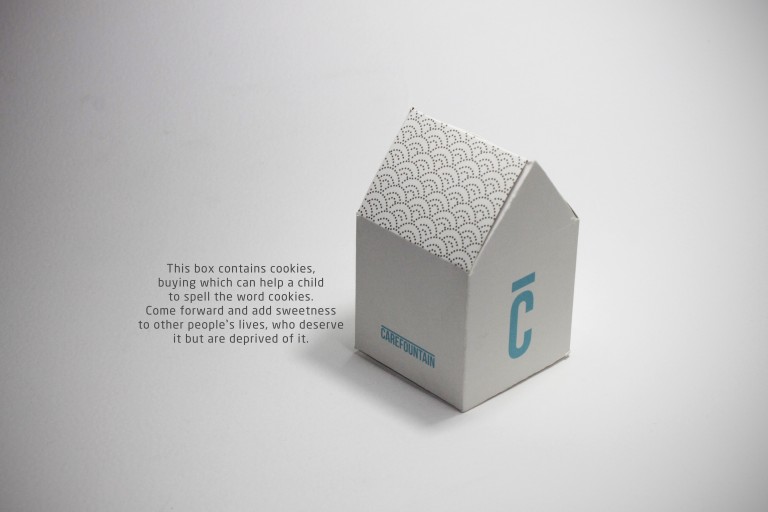 This box contains cookies,
buying which can help a child
to spell the word cookies.
Come forward and add sweetness
to other people's lives, who deserve
it but are deprived of it.
CAREFOUNTAIN
C̄